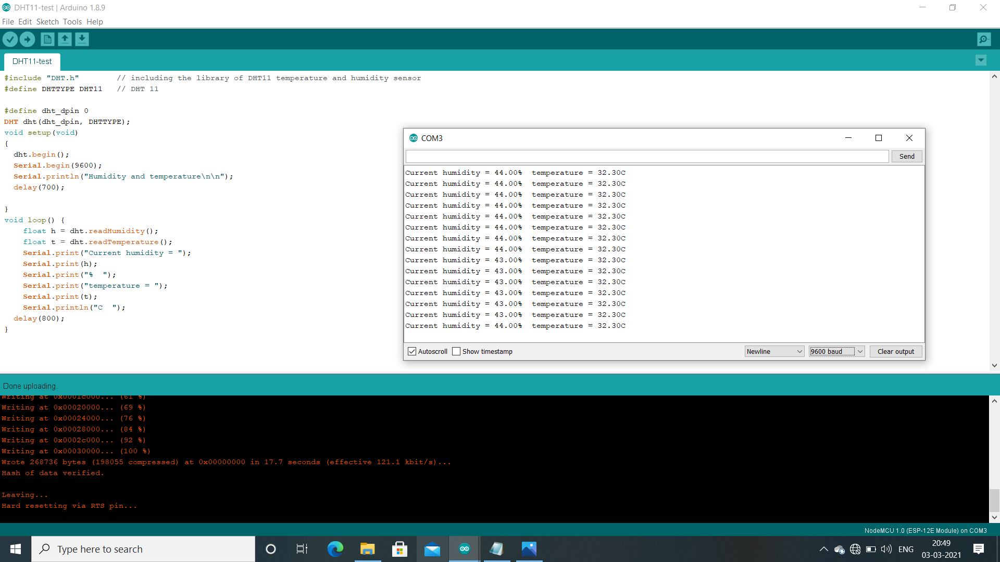 DHT11-test | Arduino 1.8.9
File Edit Sketch Tools Help
DHT11-test
#include "DHT.h"        // including the library of DHT11 temperature and humidity sensor
#define DHTTYPE DHT11   // DHT 11
#define dht_dpin 0
DHT dht(dht_dpin, DHTTYPE);
void setup(void)
{
  dht.begin();
  Serial.begin(9600);
  Serial.println("Humidity and temperature\n\n");
  delay(700);
}
void loop() {
    float h = dht.readHumidity();
    float t = dht.readTemperature();
    Serial.print("Current humidity = ");
    Serial.print(h);
    Serial.print("%  ");
    Serial.print("temperature = ");
    Serial.print(t);
    Serial.println("C  ");
  delay(800);
}
COM3
Send
Current humidity = 44.00%  temperature = 32.30C
Current humidity = 44.00%  temperature = 32.30C
Current humidity = 44.00%  temperature = 32.30C
Current humidity = 44.00%  temperature = 32.30C
Current humidity = 44.00%  temperature = 32.30C
Current humidity = 44.00%  temperature = 32.30C
Current humidity = 44.00%  temperature = 32.30C
Current humidity = 44.00%  temperature = 32.30C
Current humidity = 43.00%  temperature = 32.30C
Current humidity = 43.00%  temperature = 32.30C
Current humidity = 43.00%  temperature = 32.30C
Current humidity = 43.00%  temperature = 32.30C
Current humidity = 43.00%  temperature = 32.30C
Current humidity = 43.00%  temperature = 32.30C
Current humidity = 44.00%  temperature = 32.30C
Autoscroll Show timestamp Newline 9600 baud Clear output
Done uploading.
Writing at 0x0001c000... (61 %)
Writing at 0x00020000... (69 %)
Writing at 0x00024000... (76 %)
Writing at 0x00028000... (84 %)
Writing at 0x0002c000... (92 %)
Writing at 0x00030000... (100 %)
Wrote 268736 bytes (198055 compressed) at 0x00000000 in 17.7 seconds (effective 121.1 kbit/s)...
Hash of data verified.
Leaving...
Hard resetting via RTS pin...
NodeMCU 1.0 (ESP-12E Module) on COM3
Type here to search
ENG
20:49
03-03-2021